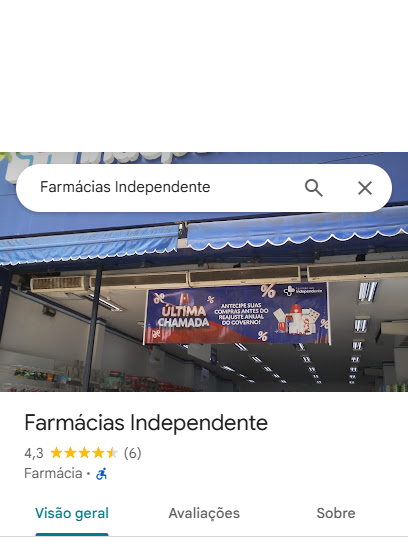 Farmácias Independente
ÚLTIMA
CHAMADA
ANTECIPE SUAS
COMPRAS ANTES DO
REAJUSTE ANUAL
DO GOVERNO!
Independente
Farmácias Independente
4,3 (6)
Farmácia ·
Visão geral
Avaliações
Sobre